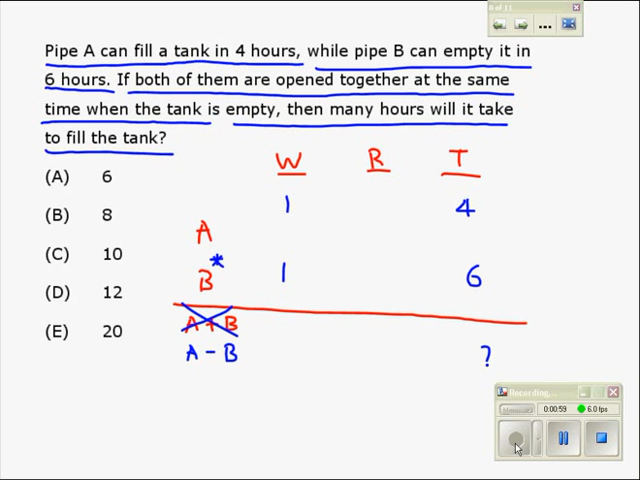 8 of 11
Pipe A can fill a tank in 4 hours, while pipe B can empty it in
6 hours. If both of them are opened together at the same
time when the tank is empty, then many hours will it take
to fill the tank?
W R T
(A) 6
1 4
(B) 8
A
(C) 10
B* 1 6
(D) 12
A + B
(E) 20
A - B ?
Recording...
0:00:59 6.0 fps